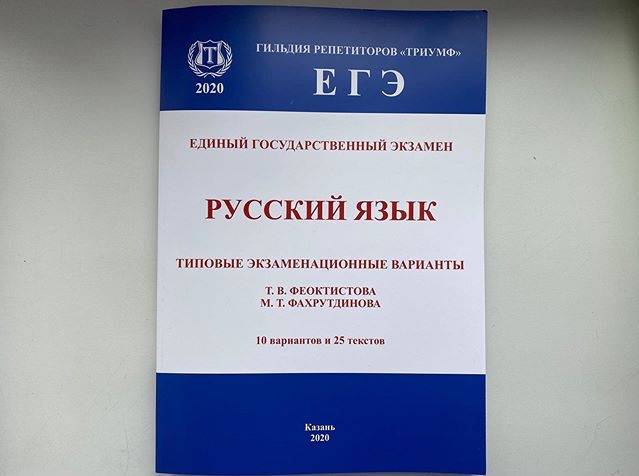 Т
2020
ГИЛЬДИЯ РЕПЕТИТОРОВ «ТРИУМФ»
ЕГЭ
ЕДИНЫЙ ГОСУДАРСТВЕННЫЙ ЭКЗАМЕН
РУССКИЙ ЯЗЫК
ТИПОВЫЕ ЭКЗАМЕНАЦИОННЫЕ ВАРИАНТЫ
Т. В. ФЕОКТИСТОВА
М. Т. ФАХРУТДИНОВА
10 вариантов и 25 текстов
Казань
2020